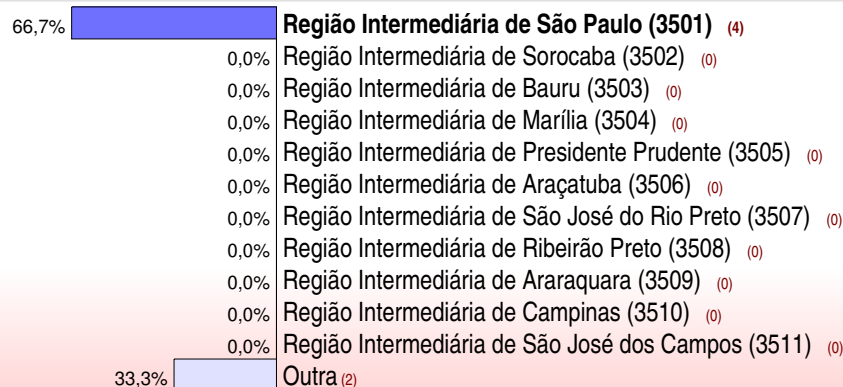 66,7% Região Intermediária de São Paulo (3501) (4)
0,0% Região Intermediária de Sorocaba (3502) (0)
0,0% Região Intermediária de Bauru (3503) (0)
0,0% Região Intermediária de Marília (3504) (0)
0,0% Região Intermediária de Presidente Prudente (3505) (0)
0,0% Região Intermediária de Araçatuba (3506) (0)
0,0% Região Intermediária de São José do Rio Preto (3507) (0)
0,0% Região Intermediária de Ribeirão Preto (3508) (0)
0,0% Região Intermediária de Araraquara (3509) (0)
0,0% Região Intermediária de Campinas (3510) (0)
0,0% Região Intermediária de São José dos Campos (3511) (0)
33,3% Outra (2)